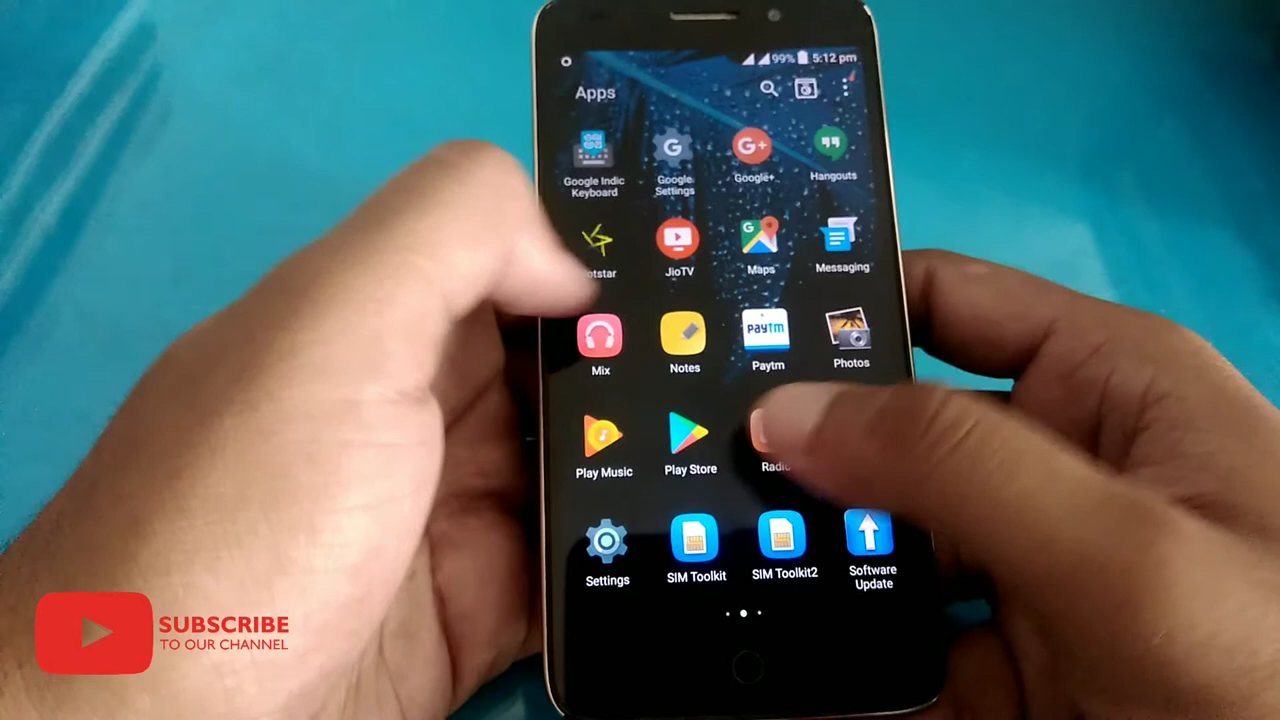 99% 5:12 pm
Apps
Google Indic
Keyboard
Google
Settings
Google+
Hangouts
JioTV
Maps
Messaging
Mix
Notes
Paytm
Paytm
Photos
Play Music
Play Store
Settings
SIM Toolkit
SIM Toolkit2
Software
Update
SUBSCRIBE
TO OUR CHANNEL